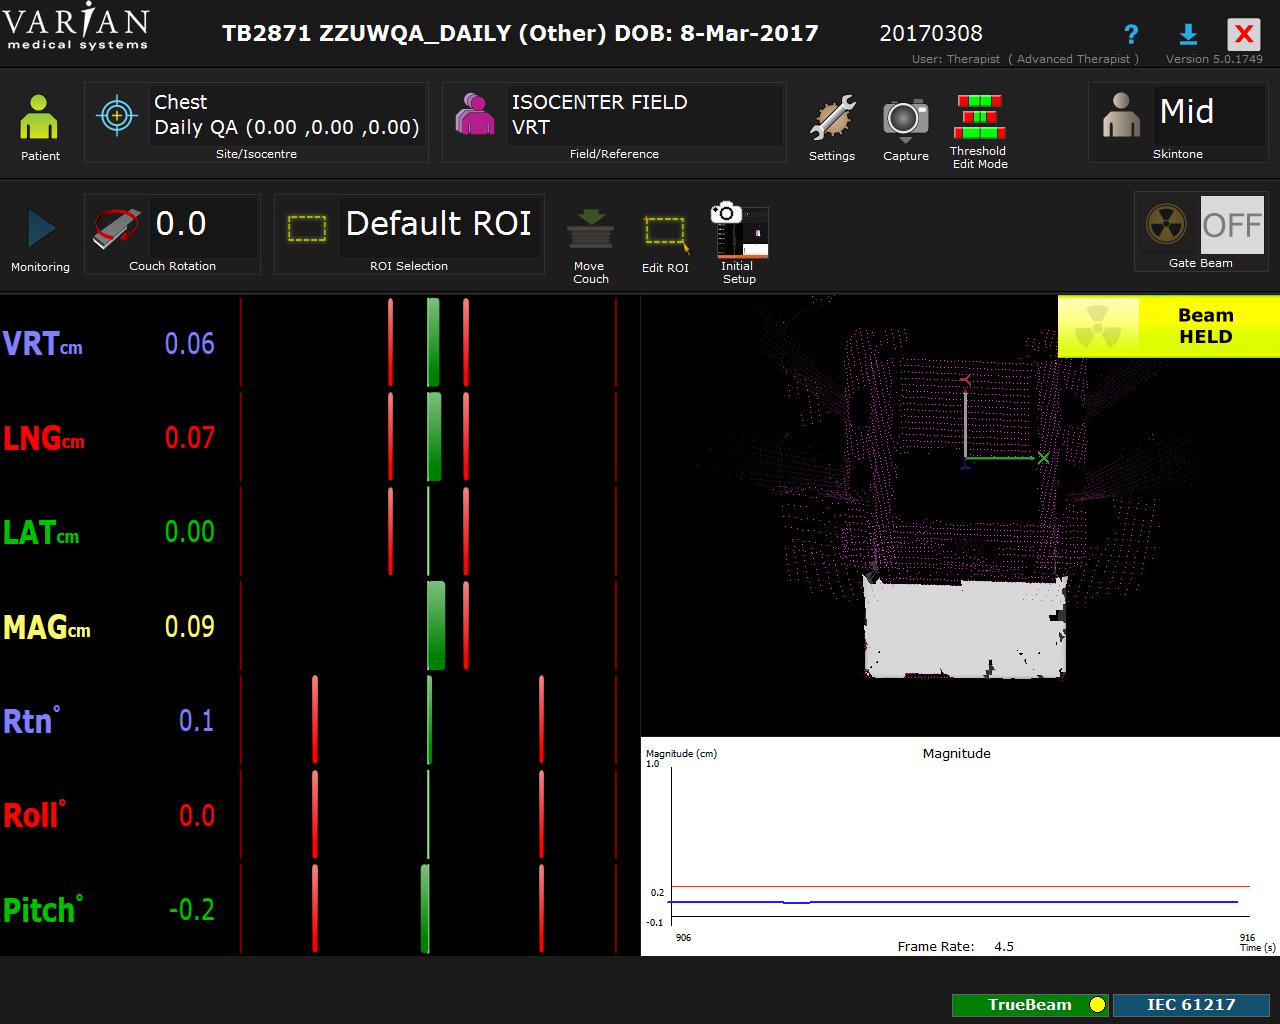 VARIAN
medical systems
TB2871 ZZUWQA_DAILY (Other) DOB: 8-Mar-2017
20170308
?
X
User: Therapist ( Advanced Therapist )
Version 5.0.1749
Patient
Chest
Daily QA (0.00 ,0.00 ,0.00)
Site/Isocentre
ISOCENTER FIELD
VRT
Field/Reference
Settings
Capture
Threshold
Edit Mode
Mid
Skintone
Monitoring
0.0
Couch Rotation
Default ROI
ROI Selection
Move
Couch
Edit ROI
Initial
Setup
OFF
Gate Beam
VRTcm 0.06
LNGcm 0.07
LATcm 0.00
MAGcm 0.09
Rtn° 0.1
Roll° 0.0
Pitch° -0.2
Beam
HELD
Y
X
Magnitude (cm)
Magnitude
1.0
0.2
-0.1
906
916
Time (s)
Frame Rate: 4.5
TrueBeam
IEC 61217